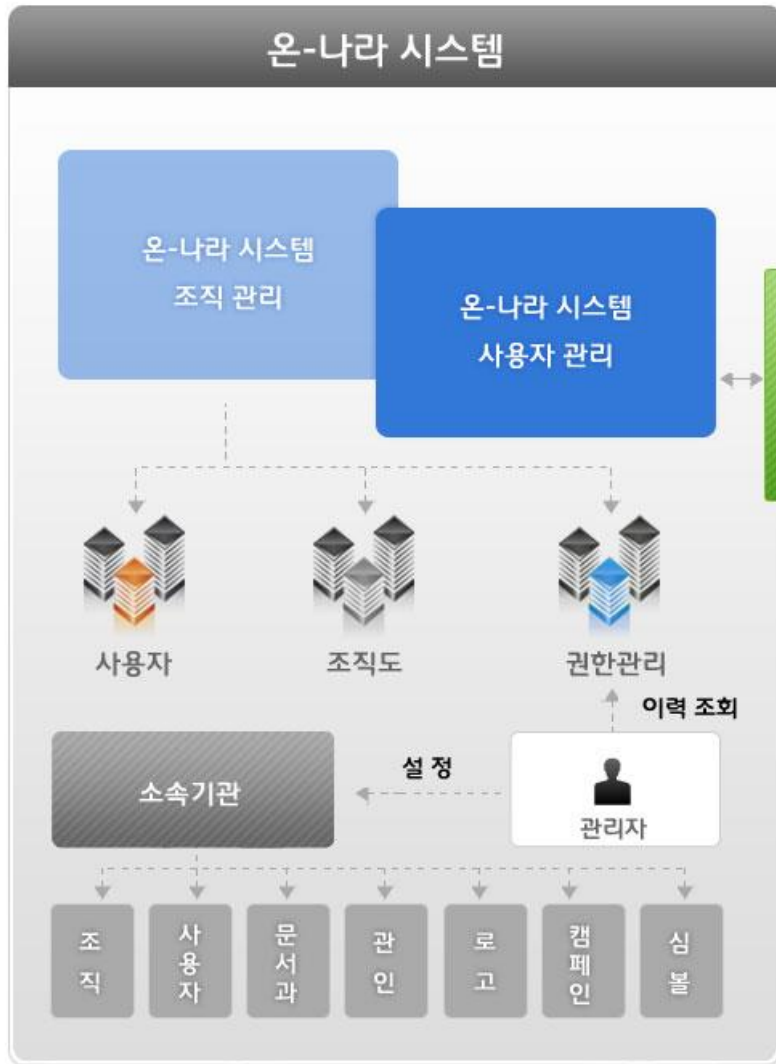 온-나라 시스템
온-나라 시스템
조직 관리
온-나라 시스템
사용자 관리
사용자
조직도
권한관리
이력 조회
소속기관
설 정
관리자
조직
사용자
문서과
관인
로고
캠페인
심볼